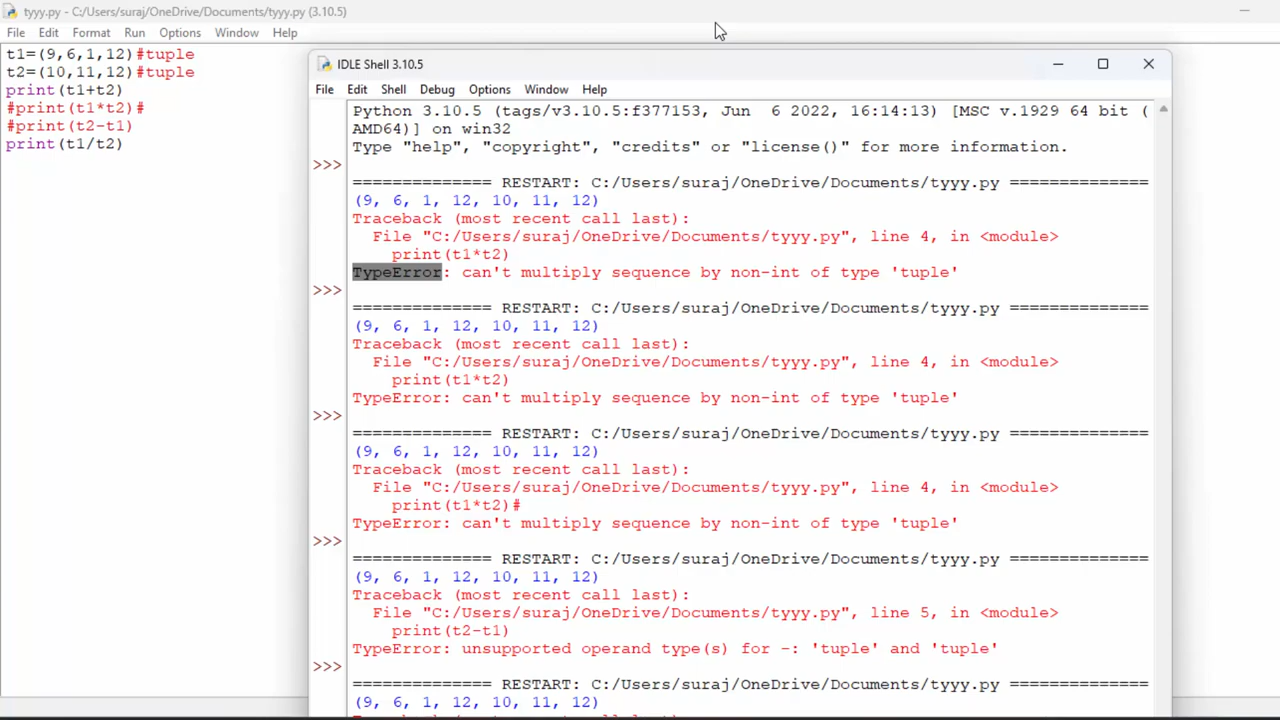 tyyy.py - C:/Users/suraj/OneDrive/Documents/tyyy.py (3.10.5)
File Edit Format Run Options Window Help
t1=(9,6,1,12)#tuple
t2=(10,11,12)#tuple
print(t1+t2)
#print(t1*t2)#
#print(t2-t1)
print(t1/t2)
IDLE Shell 3.10.5
File Edit Shell Debug Options Window Help
Python 3.10.5 (tags/v3.10.5:f377153, Jun  6 2022, 16:14:13) [MSC v.1929 64 bit (
AMD64)] on win32
Type "help", "copyright", "credits" or "license()" for more information.
>>>
============== RESTART: C:/Users/suraj/OneDrive/Documents/tyyy.py ==============
(9, 6, 1, 12, 10, 11, 12)
Traceback (most recent call last):
  File "C:/Users/suraj/OneDrive/Documents/tyyy.py", line 4, in <module>
    print(t1*t2)
TypeError: can't multiply sequence by non-int of type 'tuple'
>>>
============== RESTART: C:/Users/suraj/OneDrive/Documents/tyyy.py ==============
(9, 6, 1, 12, 10, 11, 12)
Traceback (most recent call last):
  File "C:/Users/suraj/OneDrive/Documents/tyyy.py", line 4, in <module>
    print(t1*t2)
TypeError: can't multiply sequence by non-int of type 'tuple'
>>>
============== RESTART: C:/Users/suraj/OneDrive/Documents/tyyy.py ==============
(9, 6, 1, 12, 10, 11, 12)
Traceback (most recent call last):
  File "C:/Users/suraj/OneDrive/Documents/tyyy.py", line 4, in <module>
    print(t1*t2)#
TypeError: can't multiply sequence by non-int of type 'tuple'
>>>
============== RESTART: C:/Users/suraj/OneDrive/Documents/tyyy.py ==============
(9, 6, 1, 12, 10, 11, 12)
Traceback (most recent call last):
  File "C:/Users/suraj/OneDrive/Documents/tyyy.py", line 5, in <module>
    print(t2-t1)
TypeError: unsupported operand type(s) for -: 'tuple' and 'tuple'
>>>
============== RESTART: C:/Users/suraj/OneDrive/Documents/tyyy.py ==============
(9, 6, 1, 12, 10, 11, 12)